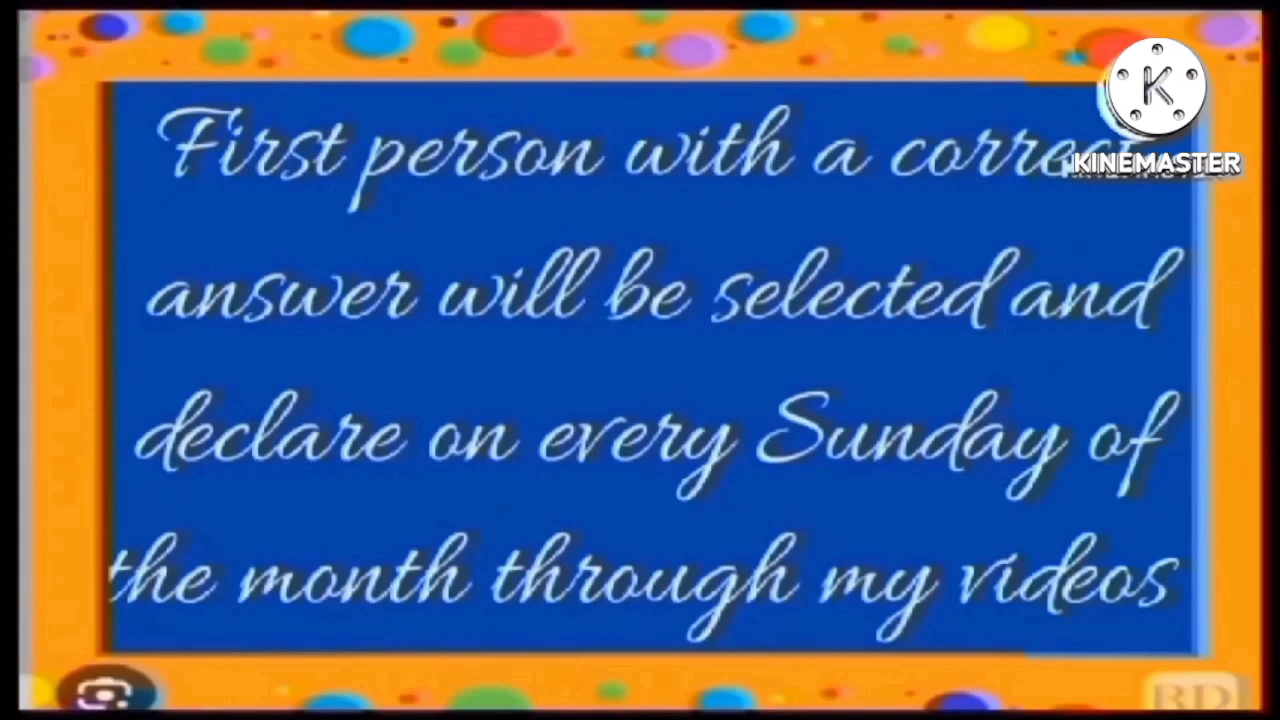 First person with a correct
answer will be selected and
declare on every Sunday of
the month through my videos
KINEMASTER